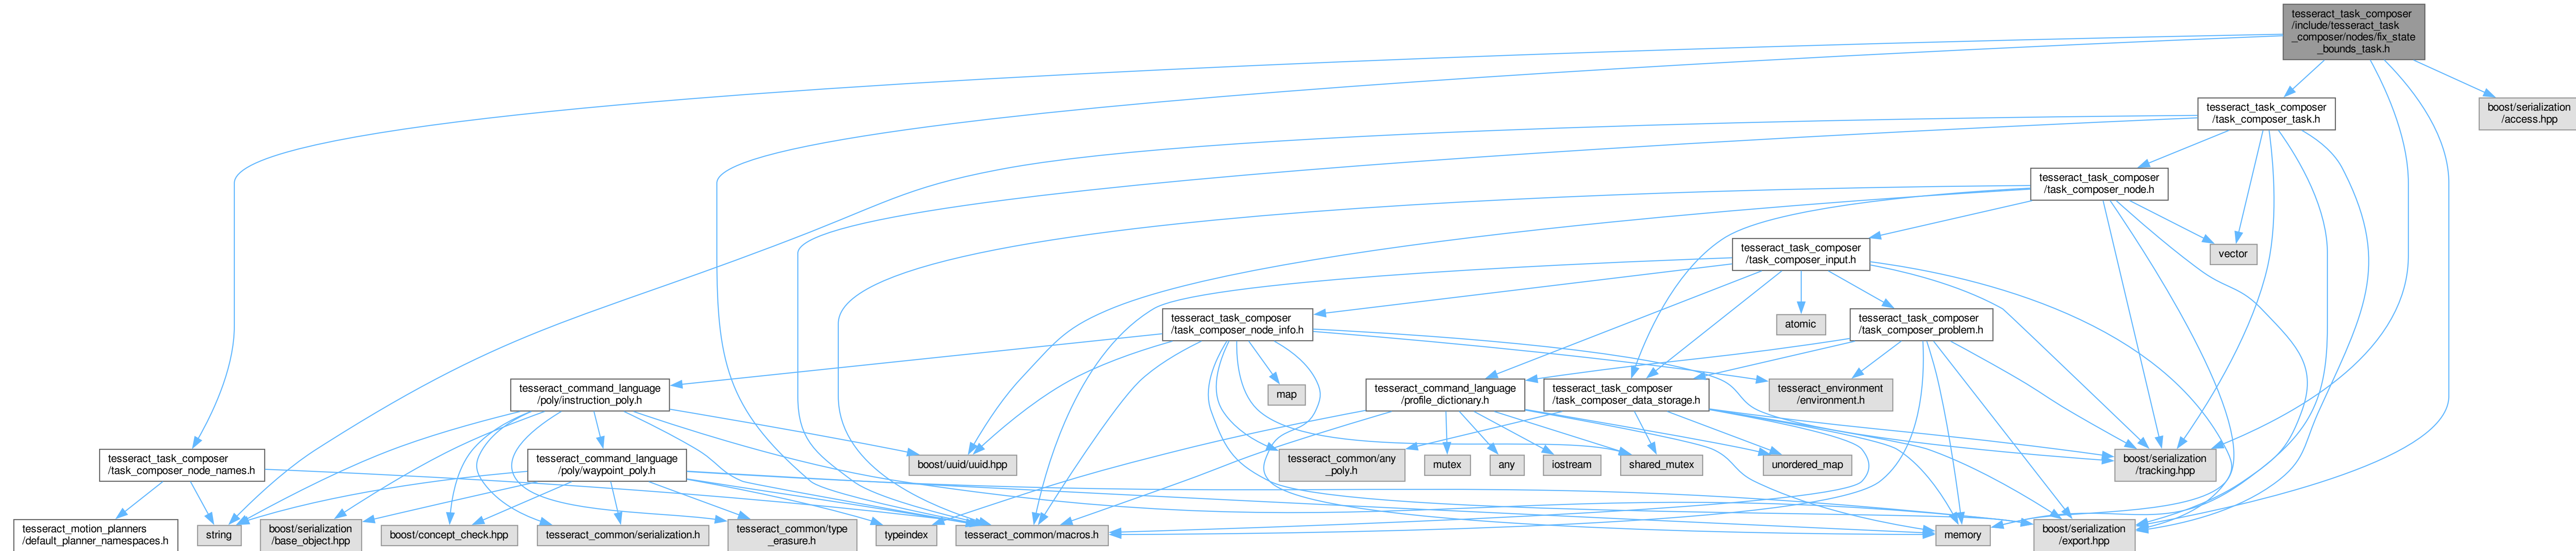 tesseract_task_composer
/include/tesseract_task
_composer/nodes/fix_state
_bounds_task.h
tesseract_task_composer
/task_composer_task.h
boost/serialization
/access.hpp
tesseract_task_composer
/task_composer_node.h
tesseract_task_composer
/task_composer_input.h
vector
tesseract_task_composer
/task_composer_node_info.h
atomic
tesseract_task_composer
/task_composer_problem.h
tesseract_command_language
/poly/instruction_poly.h
map
tesseract_command_language
/profile_dictionary.h
tesseract_task_composer
/task_composer_data_storage.h
tesseract_environment
/environment.h
tesseract_task_composer
/task_composer_node_names.h
tesseract_command_language
/poly/waypoint_poly.h
boost/uuid/uuid.hpp
tesseract_common/any
_poly.h
mutex
any
iostream
shared_mutex
unordered_map
boost/serialization
/tracking.hpp
tesseract_motion_planners
/default_planner_namespaces.h
string
boost/serialization
/base_object.hpp
boost/concept_check.hpp
tesseract_common/serialization.h
tesseract_common/type
_erasure.h
typeindex
tesseract_common/macros.h
memory
boost/serialization
/export.hpp